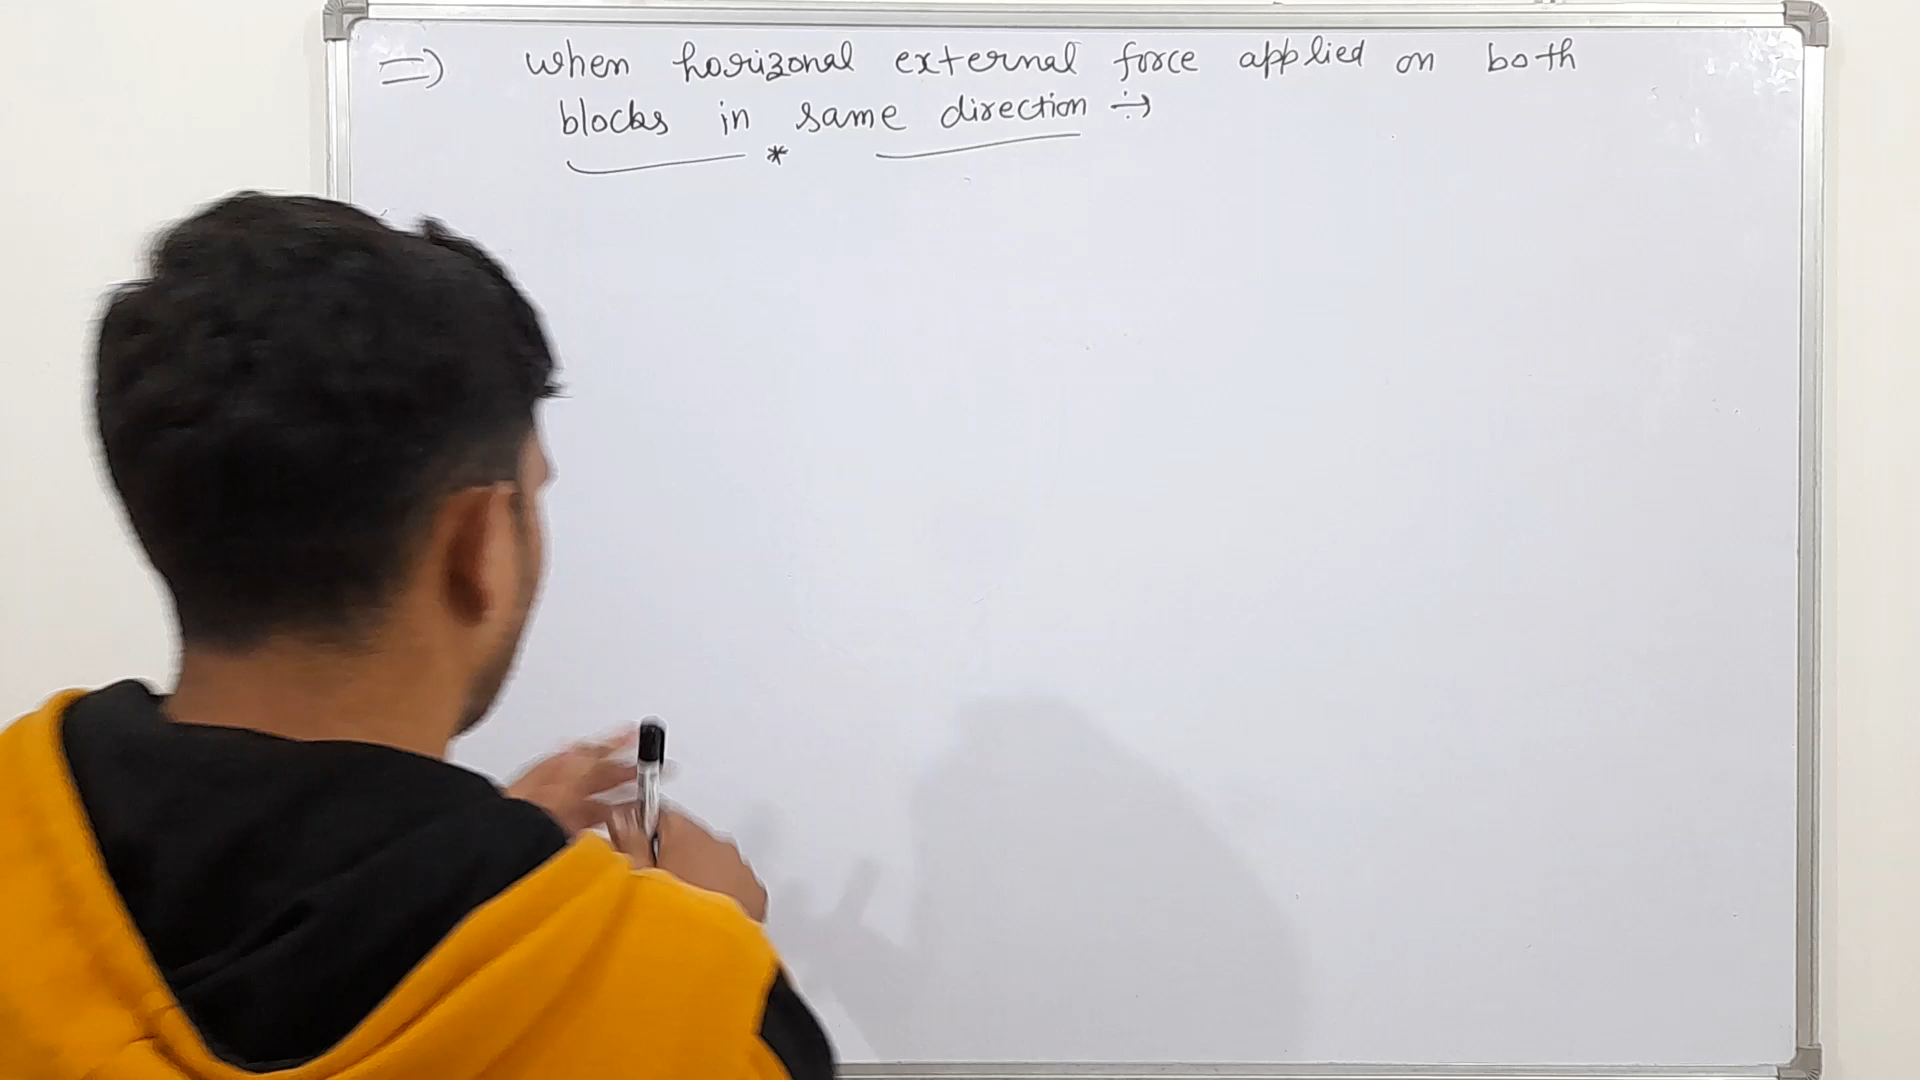 =) when horizonal external force applied on both
blocks in same direction ÷→
*